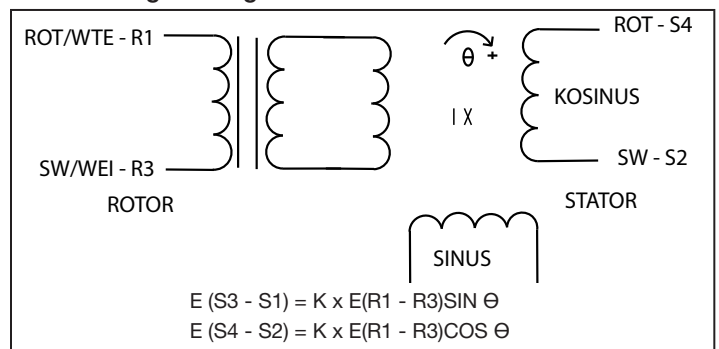 ROT/WTE - R1
SW/WEI - R3
ROTOR
θ +
I X
ROT - S4
KOSINUS
SW - S2
STATOR
SINUS
E (S3 - S1) = K x E(R1 - R3)SIN Θ
E (S4 - S2) = K x E(R1 - R3)COS Θ